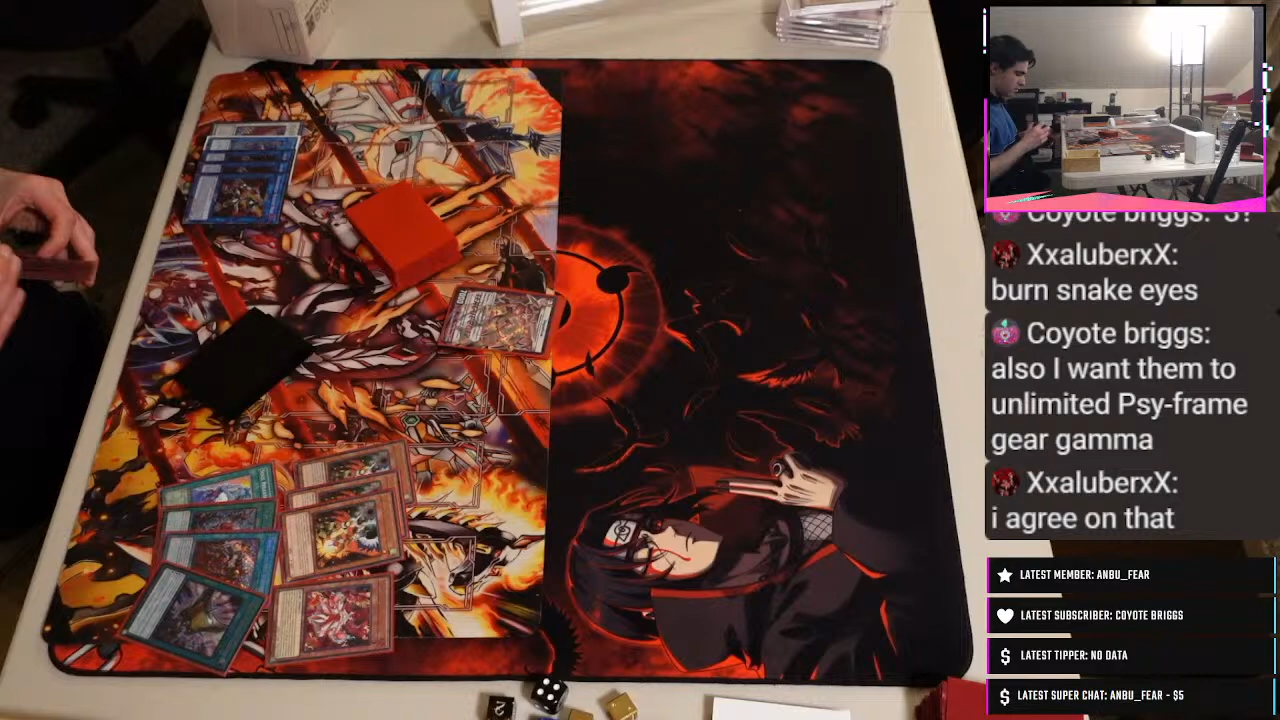 Coyote briggs: 3?
XxaluberxX:
burn snake eyes
Coyote briggs:
also I want them to
unlimited Psy-frame
gear gamma
XxaluberxX:
i agree on that
LATEST MEMBER: ANBU_FEAR
LATEST SUBSCRIBER: COYOTE BRIGGS
LATEST TIPPER: NO DATA
LATEST SUPER CHAT: ANBU_FEAR - $5